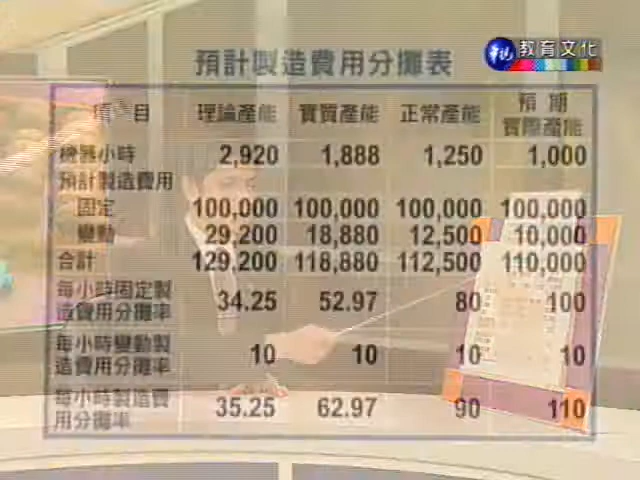 華視 教育文化
預計製造費用分攤表
項目 理論產能 實質產能 正常產能 預期實際產能
機器小時 2,920 1,888 1,250 1,000
預計製造費用
固定 100,000 100,000 100,000 100,000
變動 29,200 18,880 12,500 10,000
合計 129,200 118,880 112,500 110,000
每小時固定製
造費用分攤率 34.25 52.97 80 100
每小時變動製
造費用分攤率 10 10 10 10
每小時製造費
用分攤率 35.25 62.97 90 110